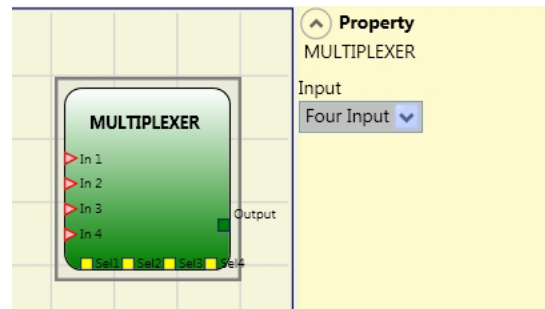 MULTIPLEXER
In 1
In 2
In 3
In 4
Output
Sel1 Sel2 Sel3 Sel4
Property
MULTIPLEXER
Input
Four Input